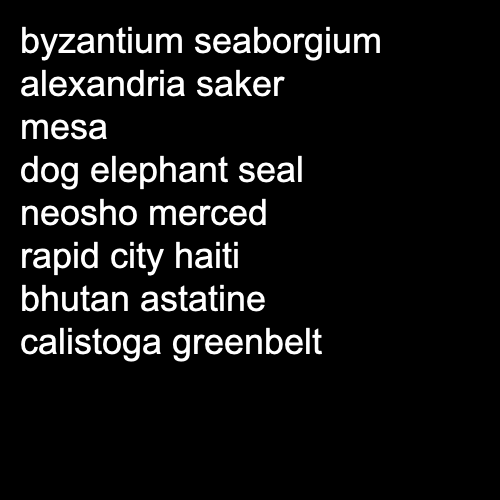 byzantium seaborgium
alexandria saker
mesa
dog elephant seal
neosho merced
rapid city haiti
bhutan astatine
calistoga greenbelt